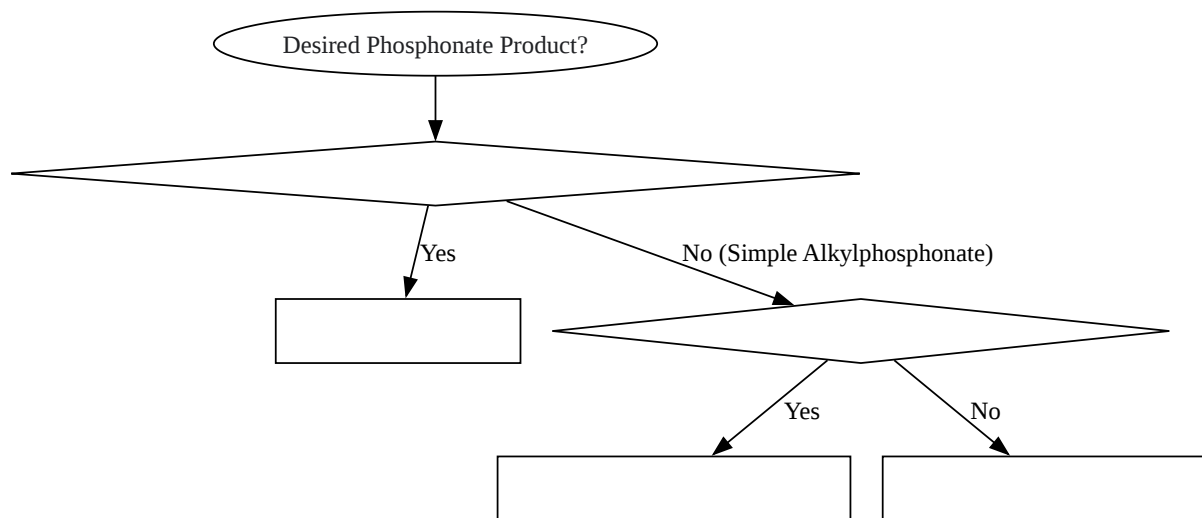 Desired Phosphonate Product?
Yes
No (Simple Alkylphosphonate)
Yes
No